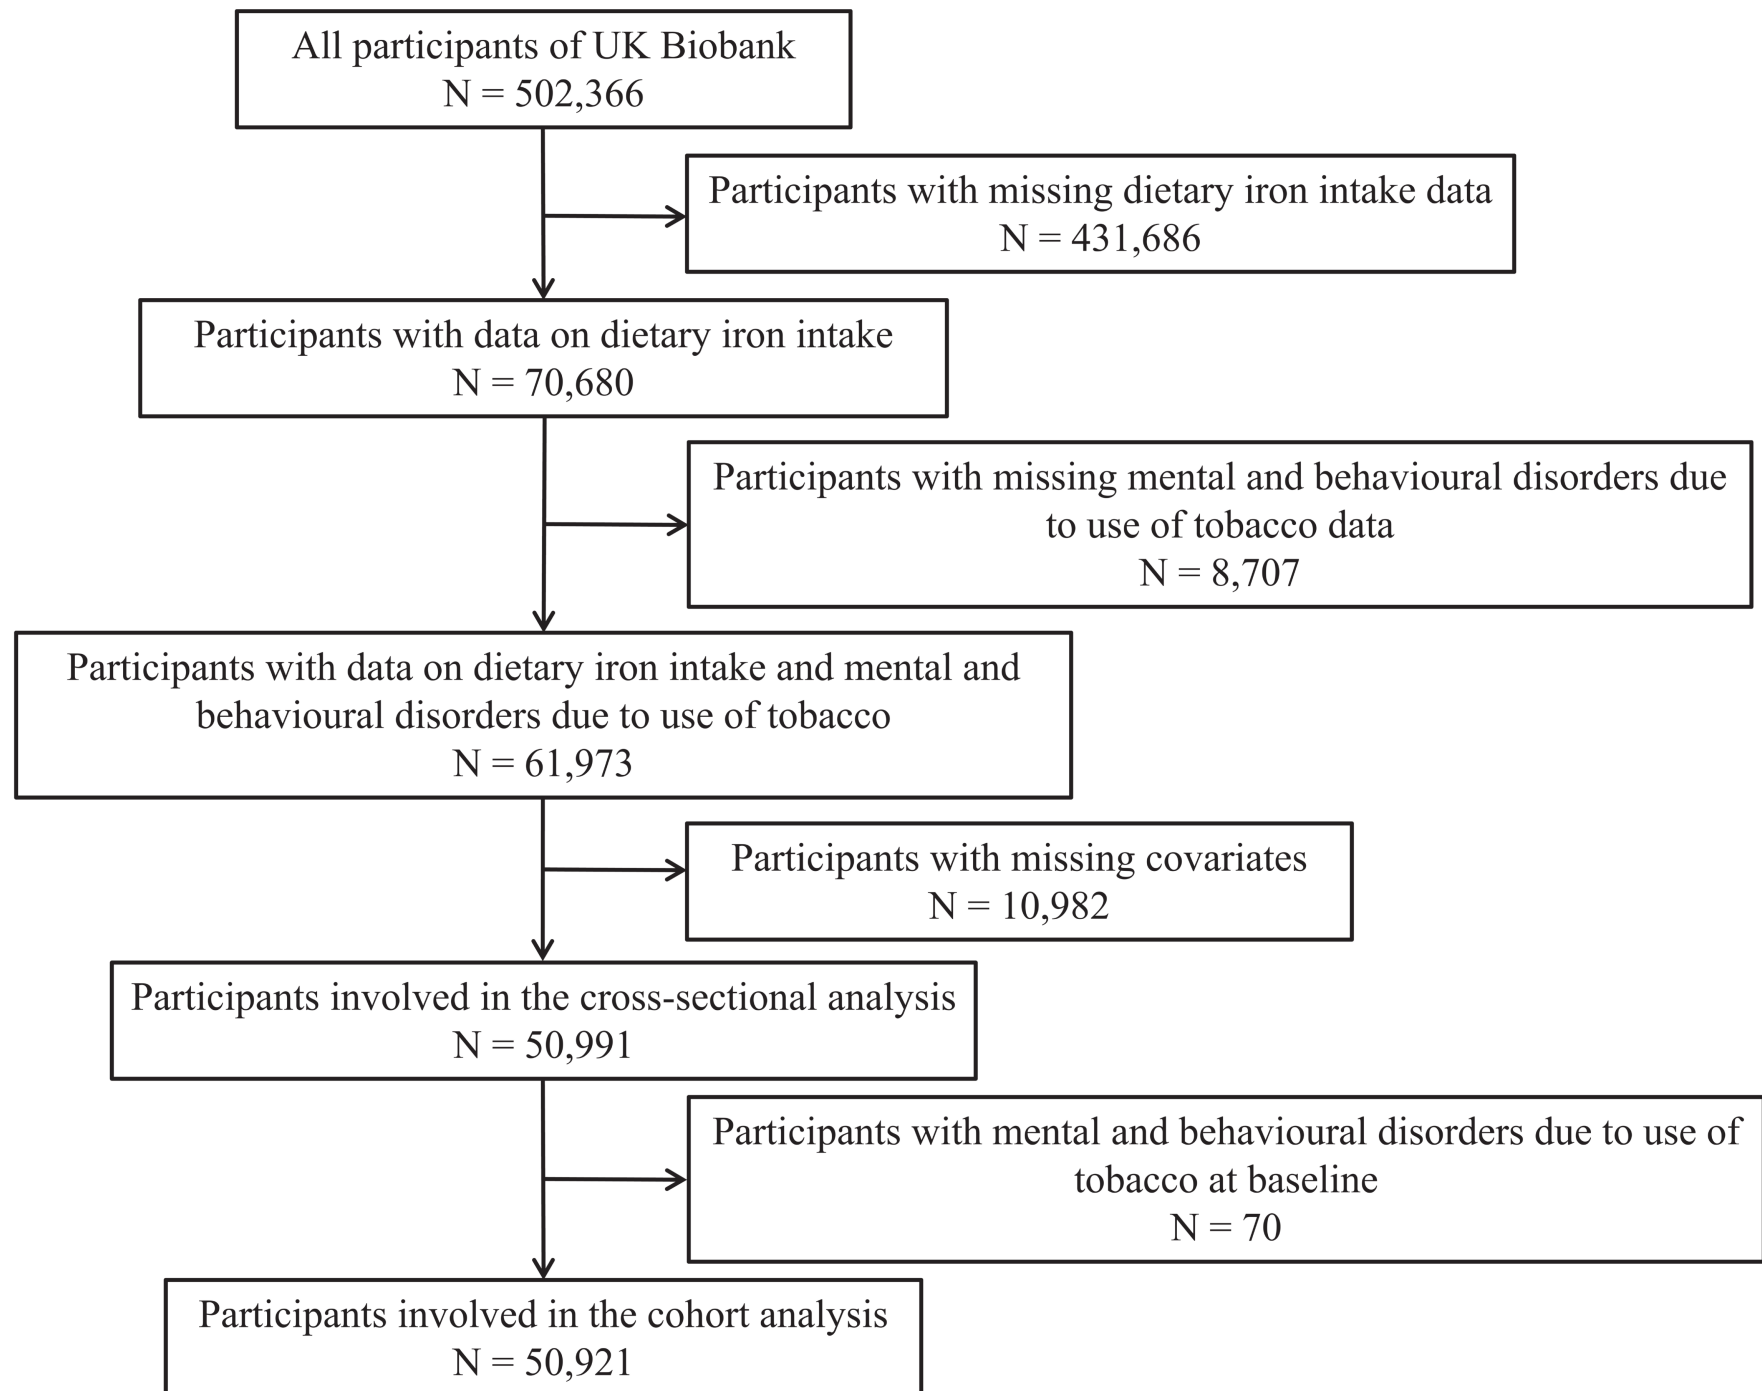 All participants of UK Biobank
N = 502,366
Participants with missing dietary iron intake data
N = 431,686
Participants with data on dietary iron intake
N = 70,680
Participants with missing mental and behavioural disorders due
to use of tobacco data
N = 8,707
Participants with data on dietary iron intake and mental and
behavioural disorders due to use of tobacco
N = 61,973
Participants with missing covariates
N = 10,982
Participants involved in the cross-sectional analysis
N = 50,991
Participants with mental and behavioural disorders due to use of
tobacco at baseline
N = 70
Participants involved in the cohort analysis
N = 50,921